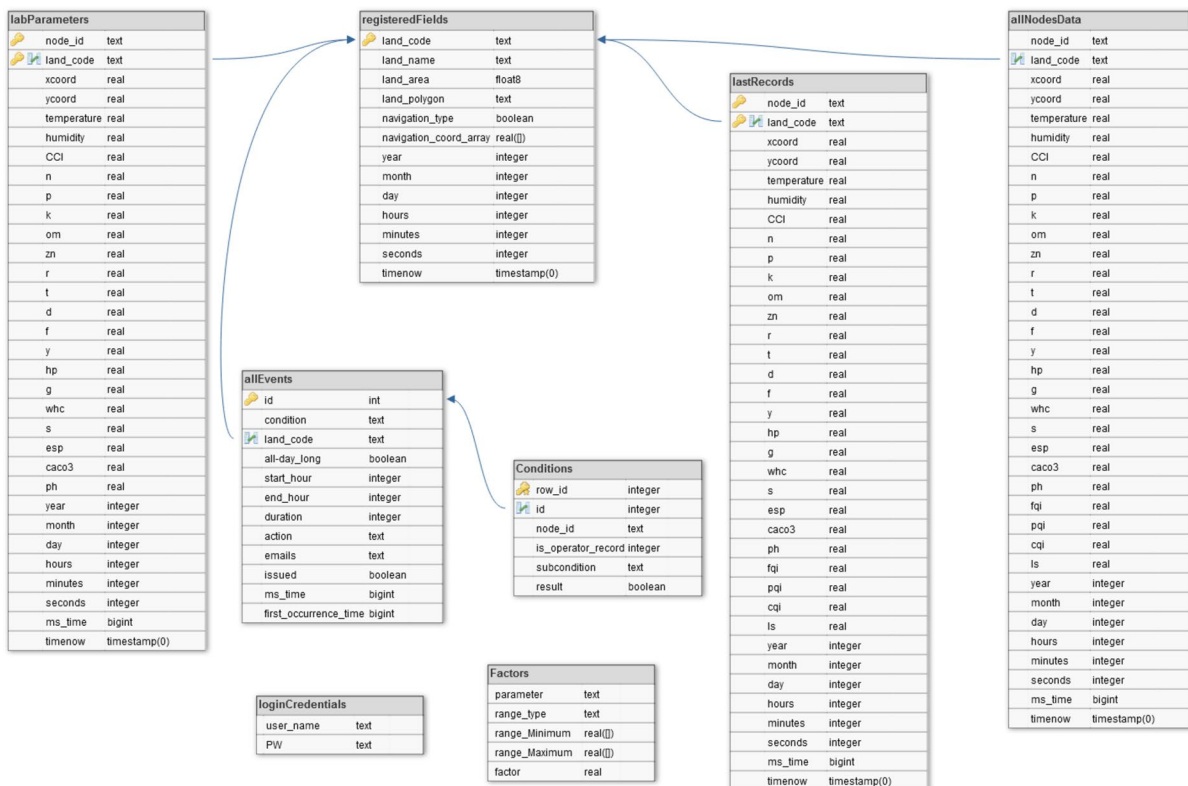 labParameters
node_id text
land_code text
xcoord real
ycoord real
temperature real
humidity real
CCI real
n real
p real
k real
om real
zn real
r real
t real
d real
f real
y real
hp real
g real
whc real
s real
esp real
caco3 real
ph real
year integer
month integer
day integer
hours integer
minutes integer
seconds integer
ms_time bigint
timenow timestamp(0)
registeredFields
land_code text
land_name text
land_area float8
land_polygon text
navigation_type boolean
navigation_coord_array real([])
year integer
month integer
day integer
hours integer
minutes integer
seconds integer
timenow timestamp(0)
allEvents
id int
condition text
land_code text
all-day_long boolean
start_hour integer
end_hour integer
duration integer
action text
emails text
issued boolean
ms_time bigint
first_occurrence_time bigint
Conditions
row_id integer
id integer
node_id text
is_operator_record integer
subcondition text
result boolean
loginCredentials
user_name text
PW text
Factors
parameter text
range_type text
range_Minimum real([])
range_Maximum real([])
factor real
lastRecords
node_id text
land_code text
xcoord real
ycoord real
temperature real
humidity real
CCI real
n real
p real
k real
om real
zn real
r real
t real
d real
f real
y real
hp real
g real
whc real
s real
esp real
caco3 real
ph real
fqi real
pqi real
cqi real
ls real
year integer
month integer
day integer
hours integer
minutes integer
seconds integer
ms_time bigint
timenow timestamp(0)
allNodesData
node_id text
land_code text
xcoord real
ycoord real
temperature real
humidity real
CCI real
n real
p real
k real
om real
zn real
r real
t real
d real
f real
y real
hp real
g real
whc real
s real
esp real
caco3 real
ph real
fqi real
pqi real
cqi real
ls real
year integer
month integer
day integer
hours integer
minutes integer
seconds integer
ms_time bigint
timenow timestamp(0)